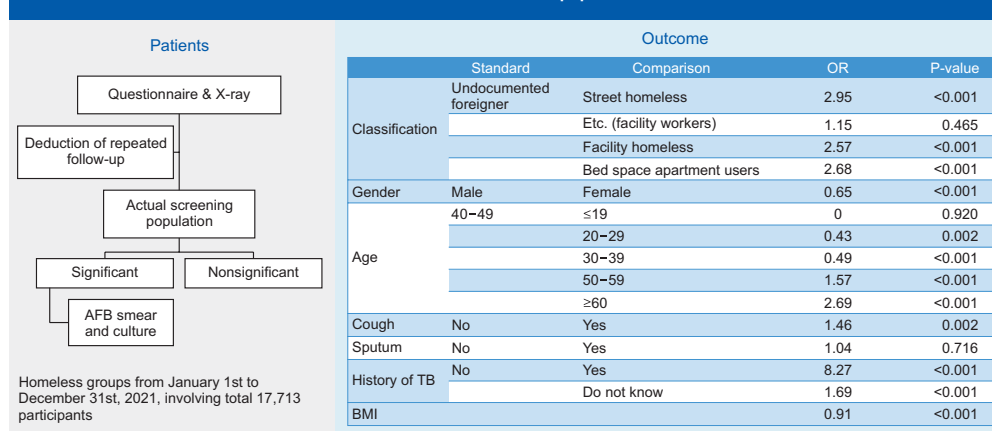 Patients
Questionnaire & X-ray
Deduction of repeated
follow-up
Actual screening
population
Significant
Nonsignificant
AFB smear
and culture
Homeless groups from January 1st to
December 31st, 2021, involving total 17,713
participants
Outcome
Standard Comparison OR P-value
Classification
Undocumented
foreigner
Street homeless 2.95 <0.001
Etc. (facility workers) 1.15 0.465
Facility homeless 2.57 <0.001
Bed space apartment users 2.68 <0.001
Gender Male Female 0.65 <0.001
Age
40−49 ≤19 0 0.920
20−29 0.43 0.002
30−39 0.49 <0.001
50−59 1.57 <0.001
≥60 2.69 <0.001
Cough No Yes 1.46 0.002
Sputum No Yes 1.04 0.716
History of TB
No Yes 8.27 <0.001
Do not know 1.69 <0.001
BMI 0.91 <0.001